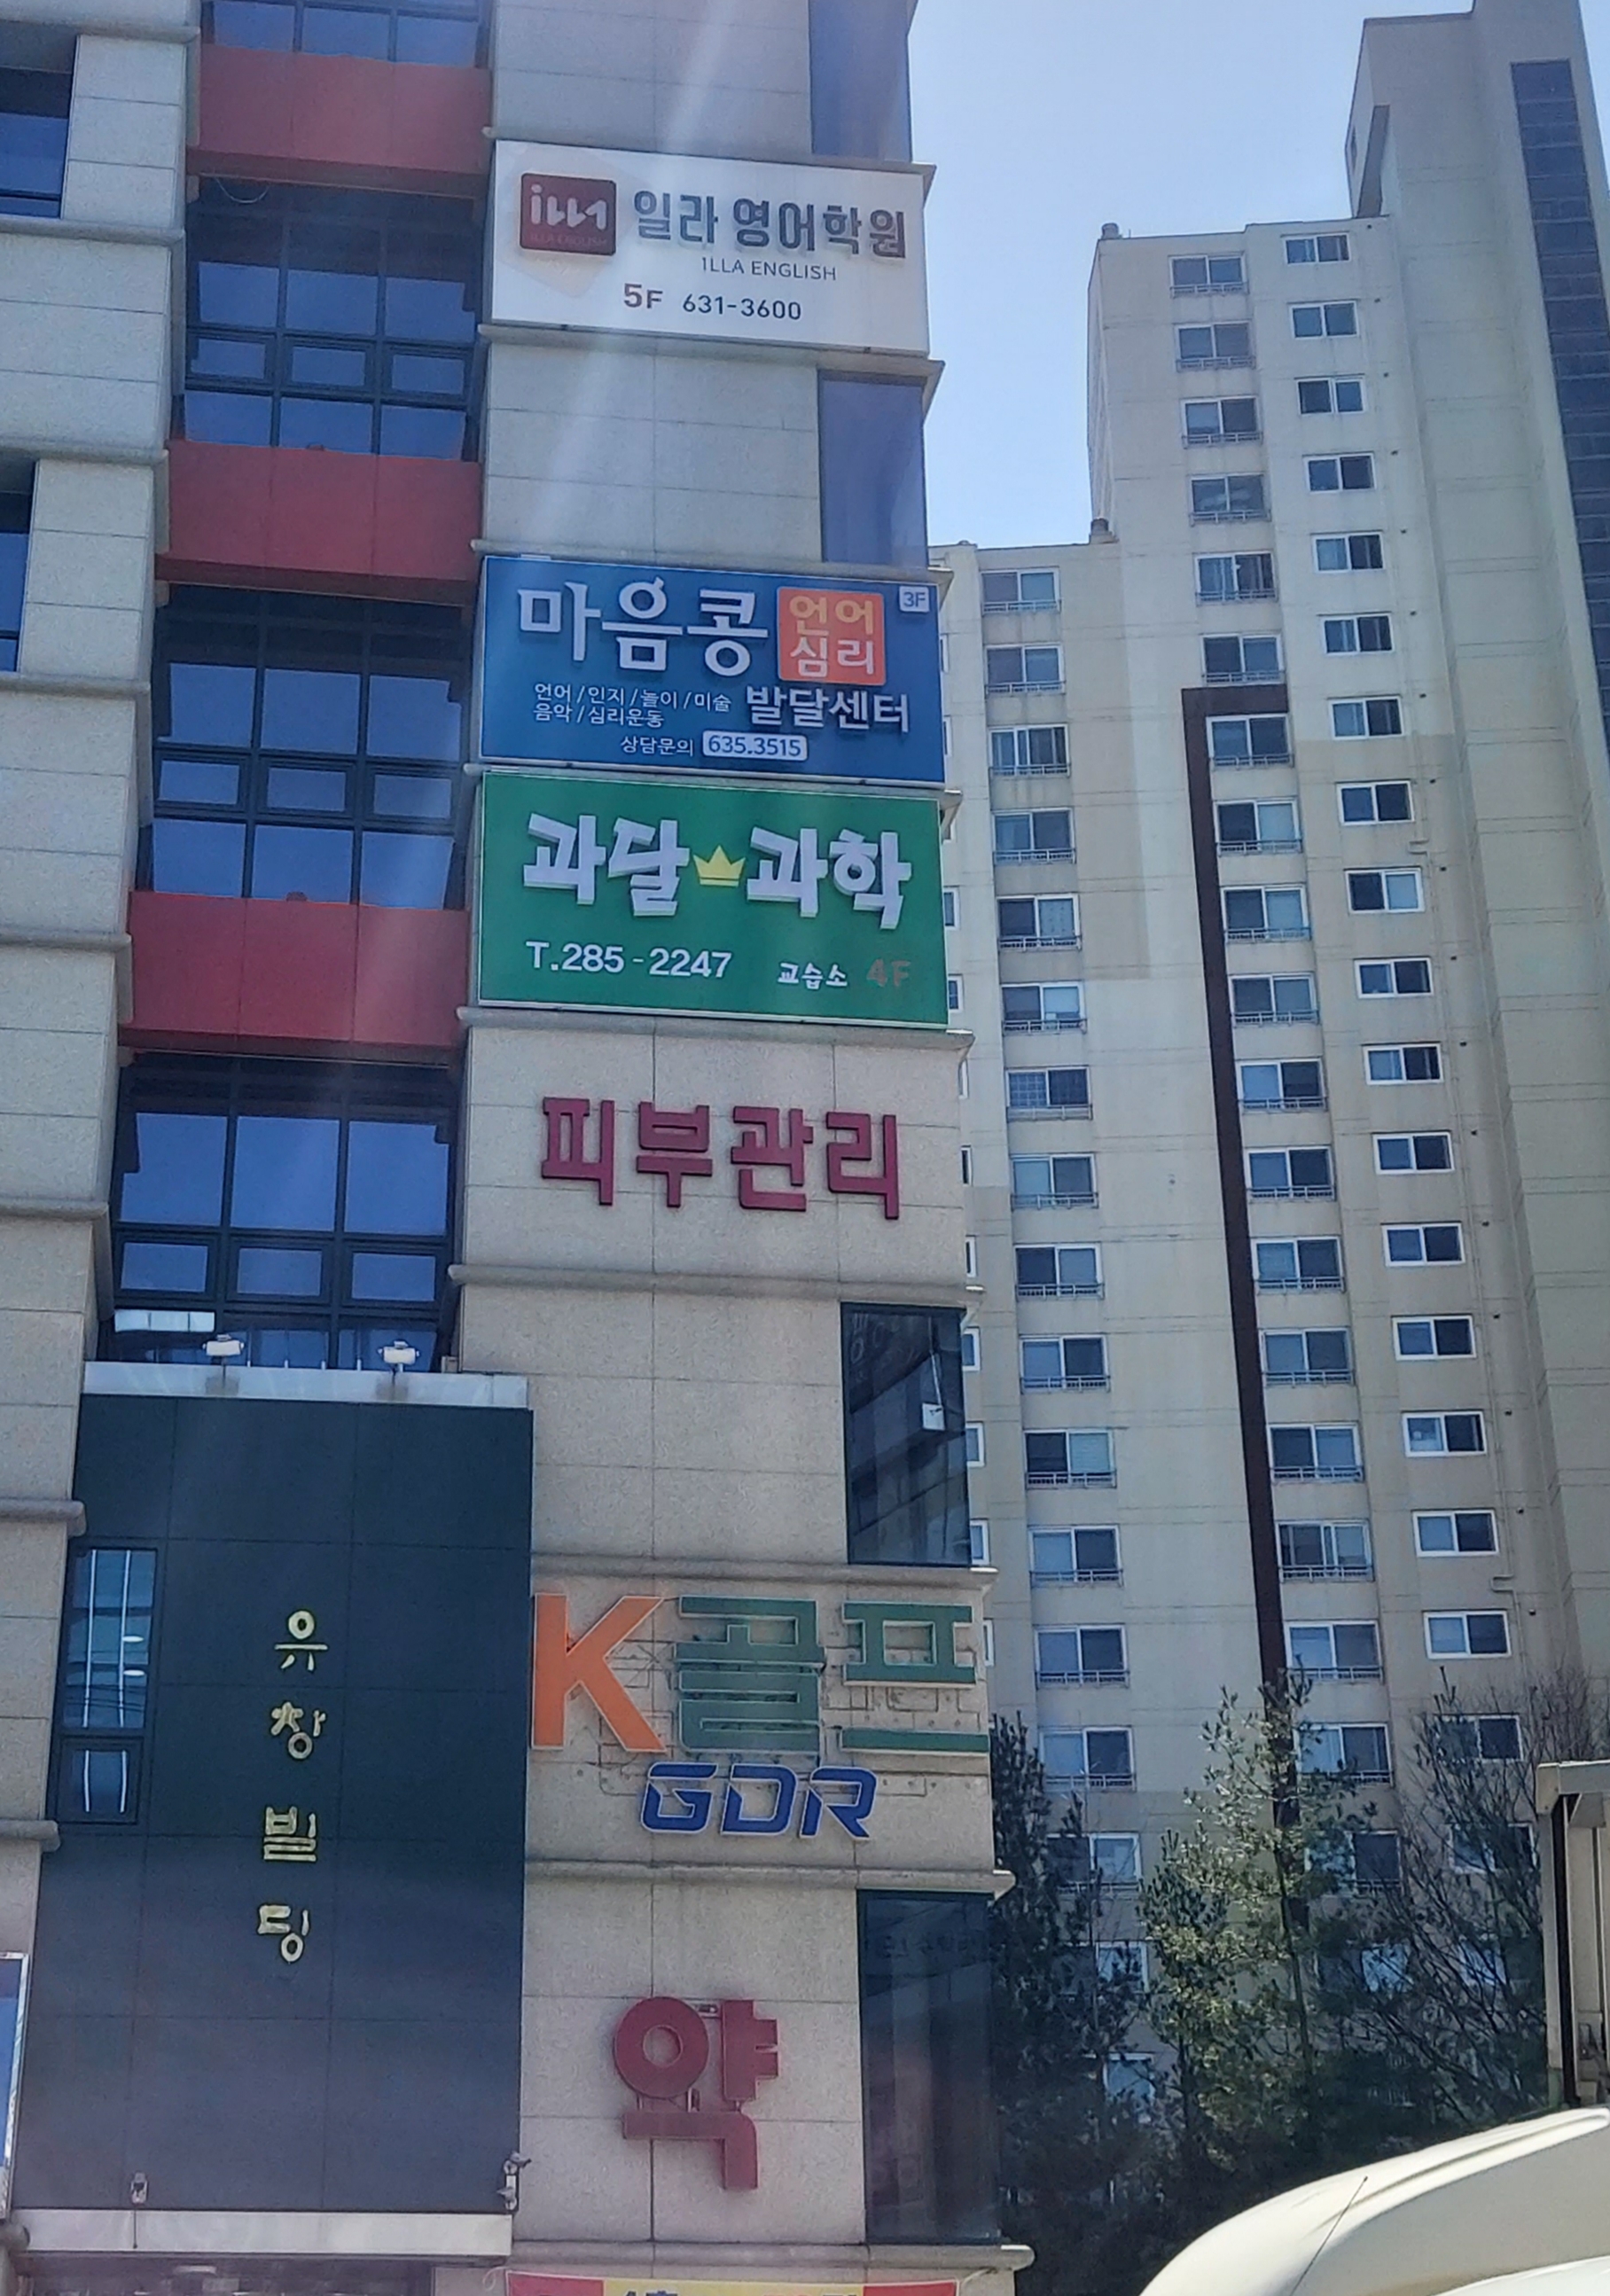 illa
일라 영어학원
1LLA ENGLISH
5F 631-3600
마음콩 언어 심리 3F
언어/인지/놀이/미술
음악/심리운동
발달센터
상담문의 635.3515
과달 과학
T.285-2247 교습소 4F
피부관리
K골프
GDR
유창빌딩
약